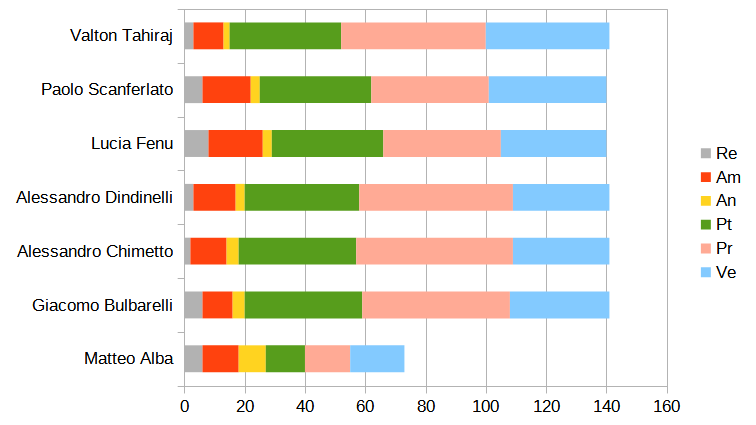 Valton Tahiraj
Paolo Scanferlato
Lucia Fenu
Alessandro Dindinelli
Alessandro Chimetto
Giacomo Bulbarelli
Matteo Alba
0 20 40 60 80 100 120 140 160
Re
Am
An
Pt
Pr
Ve